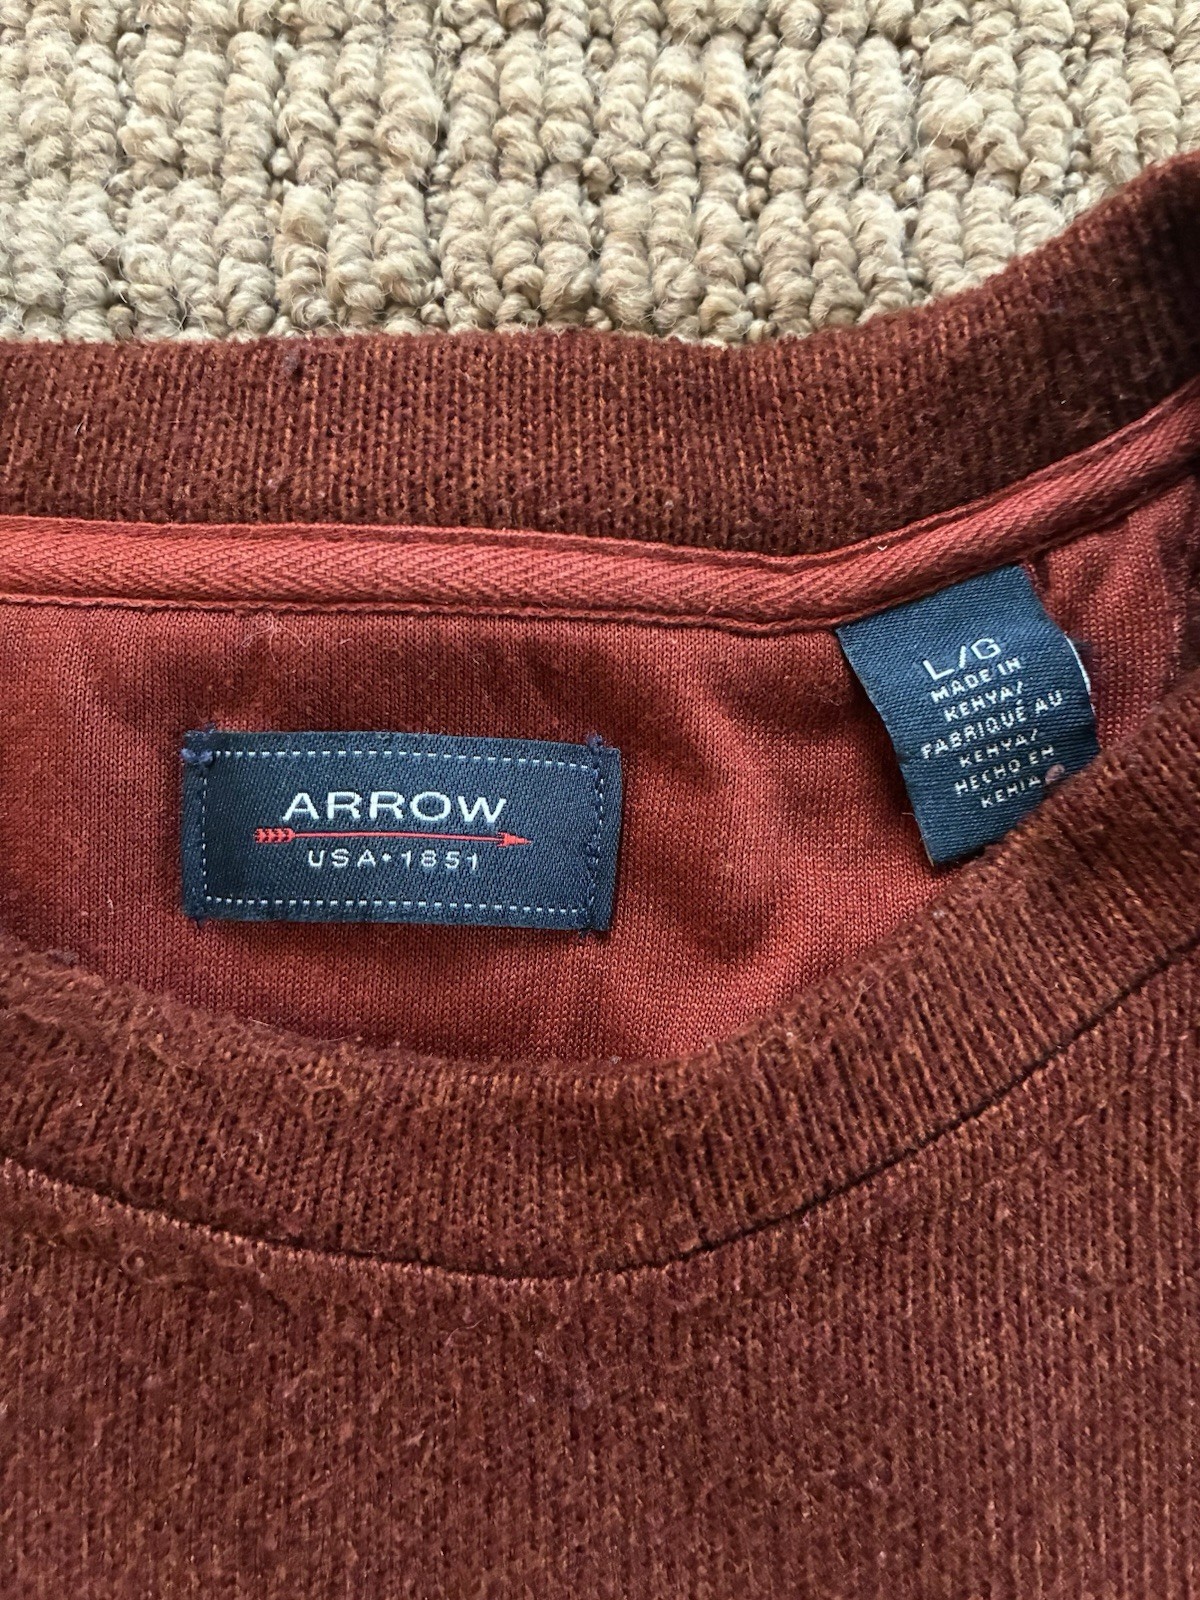 ARROW
USA•1851
L/G
MADE IN
KENYA/
FABRIQUÉ AU
KENYA/
HECHO EN
KENIA